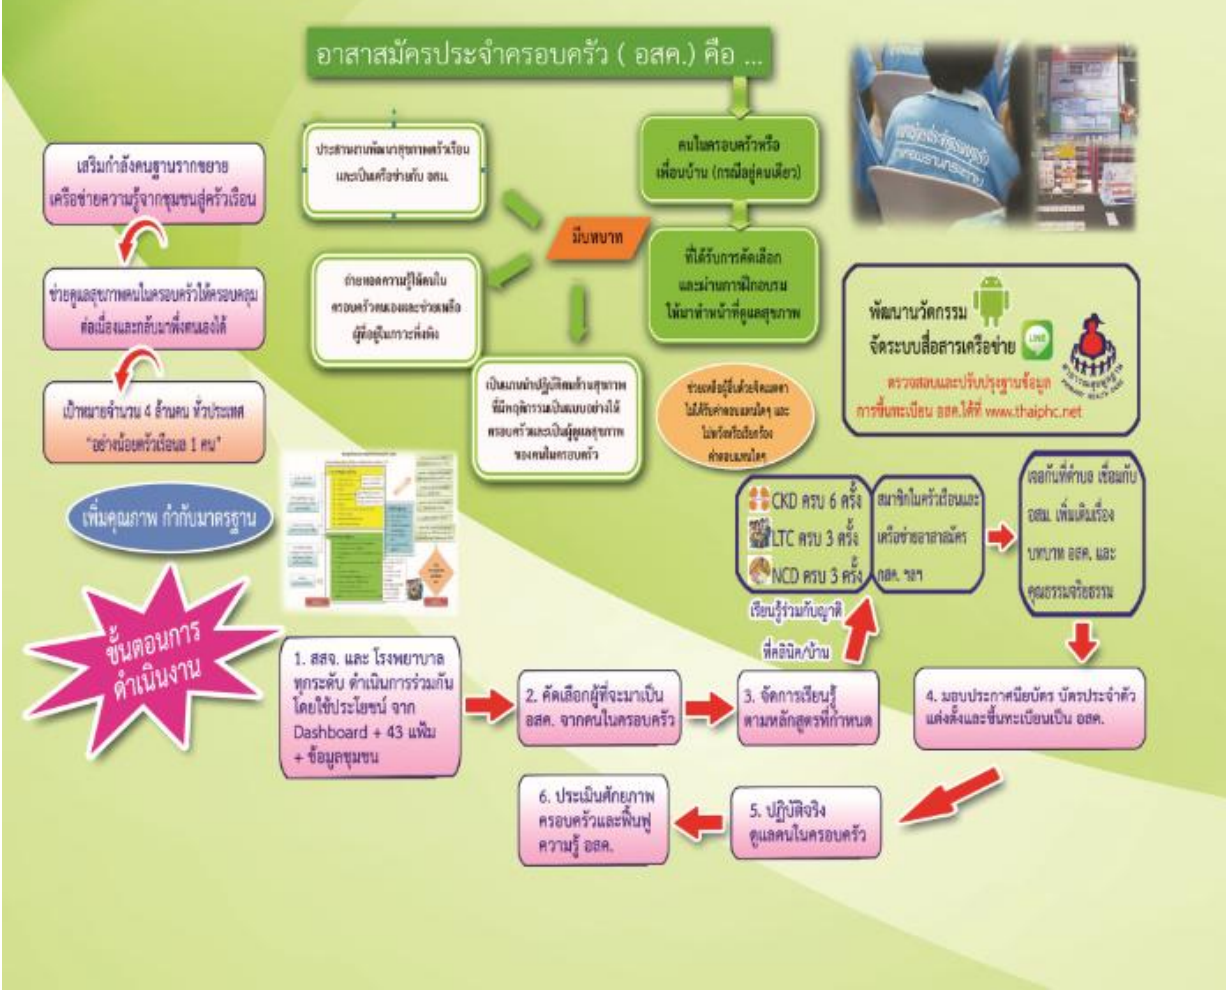 อาสาสมัครประจำครอบครัว ( อสค.) คือ ...
คนในครอบครัวหรือ
เพื่อนบ้าน (กรณีอยู่คนเดียว)
ที่ได้รับการคัดเลือก
และผ่านการฝึกอบรม
ให้มาทำหน้าที่ดูแลสุขภาพ
มีบทบาท
ประสานงานพัฒนาสุขภาพครัวเรือน
และเป็นเครือข่ายกับ อสม.
ถ่ายทอดความรู้ให้คนใน
ครอบครัวตนเองและช่วยเหลือ
ผู้ที่อยู่ในภาวะพึ่งพิง
เป็นแกนนำปฏิบัติตนด้านสุขภาพ
ที่มีพฤติกรรมเป็นแบบอย่างให้
ครอบครัวและเป็นผู้ดูแลสุขภาพ
ของคนในครอบครัว
ช่วยเหลือผู้อื่นด้วยจิตเมตตา
ไม่ได้รับค่าตอบแทนใดๆ และ
ไม่หวังหรือเรียกร้อง
ค่าตอบแทนใดๆ
เสริมกำลังคนฐานรากขยาย
เครือข่ายความรู้จากชุมชนสู่ครัวเรือน
ช่วยดูแลสุขภาพคนในครอบครัวให้ครอบคลุม
ต่อเนื่องและกลับมาพึ่งตนเองได้
เป้าหมายจำนวน 4 ล้านคน ทั่วประเทศ
"อย่างน้อยครัวเรือนล 1 คน"
พัฒนานวัตกรรม
จัดระบบสื่อสารเครือข่าย
LINE
ตรวจสอบและปรับปรุงฐานข้อมูล
การขึ้นทะเบียน อสค.ได้ที่ www.thaiphc.net
เพิ่มคุณภาพ กำกับมาตรฐาน
ขั้นตอนการ
ดำเนินงาน
1. สสจ. และ โรงพยาบาล
ทุกระดับ ดำเนินการร่วมกัน
โดยใช้ประโยชน์ จาก
Dashboard + 43 แฟ้ม
+ ข้อมูลชุมชน
2. คัดเลือกผู้ที่จะมาเป็น
อสค. จากคนในครอบครัว
3. จัดการเรียนรู้
ตามหลักสูตรที่กำหนด
CKD ครบ 6 ครั้ง
LTC ครบ 3 ครั้ง
NCD ครบ 3 ครั้ง
เรียนรู้ร่วมกับญาติ
ที่คลินิค/บ้าน
สมาชิกในครัวเรือนและ
เครือข่ายอาสาสมัคร
กสค. ฯลฯ
เจอกันที่ตำบล เชื่อมกับ
อสม. เพิ่มเติมเรื่อง
บทบาท อสค. และ
คุณธรรมจริยธรรม
4. มอบประกาศนียบัตร บัตรประจำตัว
แต่งตั้งและขึ้นทะเบียนเป็น อสค.
5. ปฏิบัติจริง
ดูแลคนในครอบครัว
6. ประเมินศักยภาพ
ครอบครัวและฟื้นฟู
ความรู้ อสค.